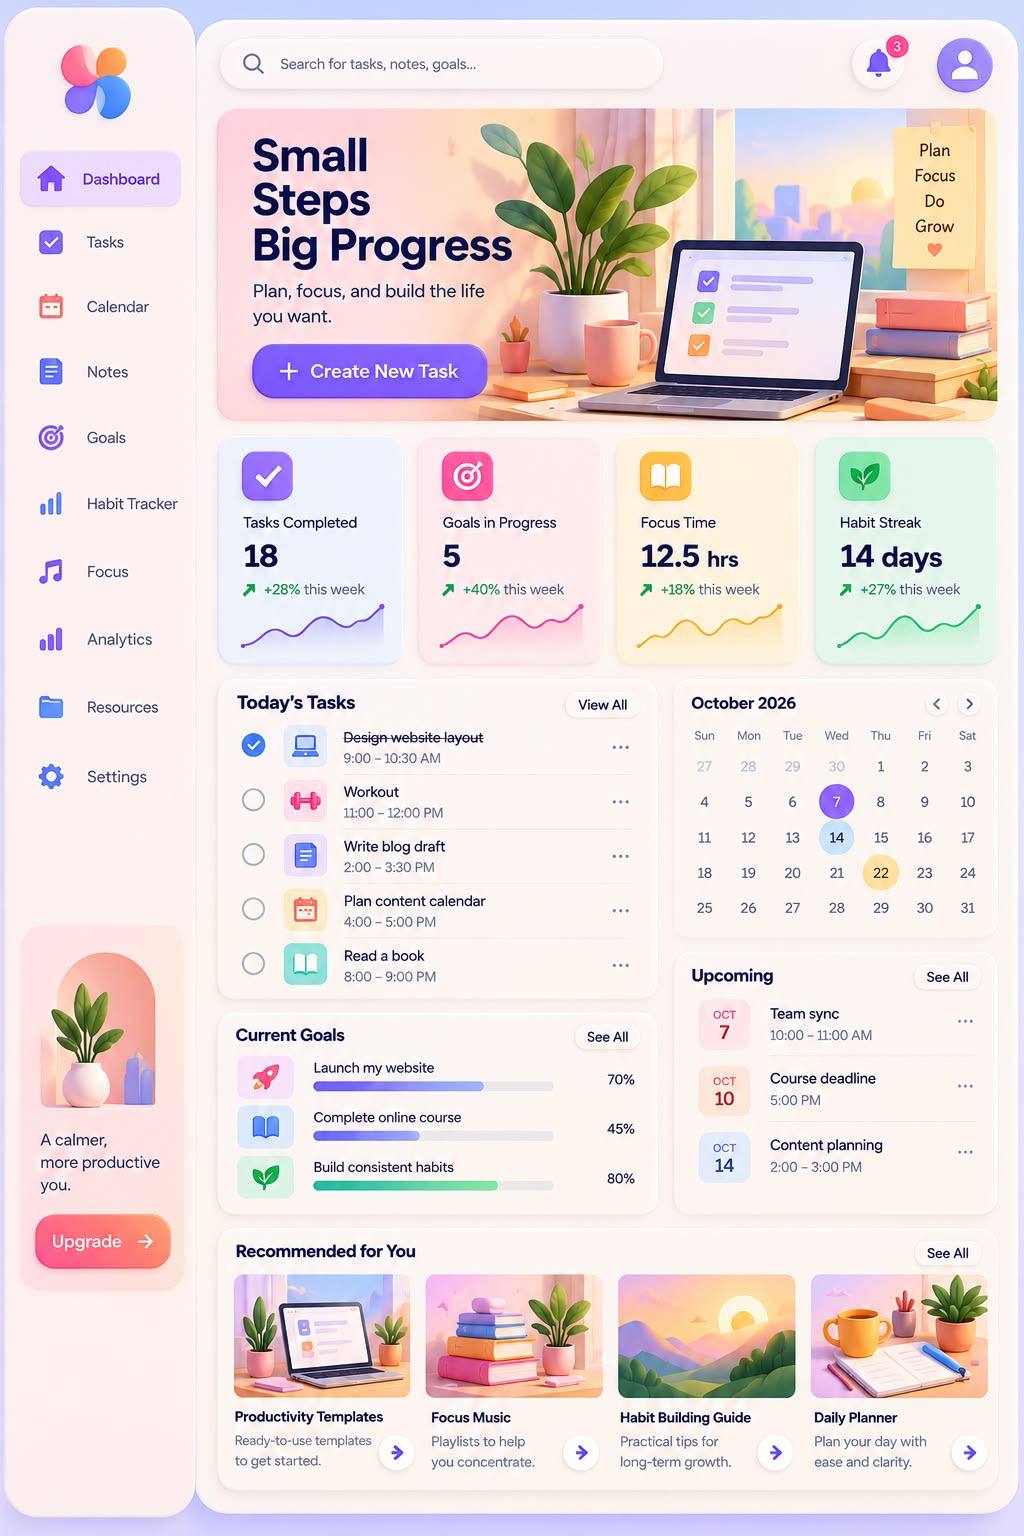 Search for tasks, notes, goals...
3
Dashboard
Tasks
Calendar
Notes
Goals
Habit Tracker
Focus
Analytics
Resources
Settings
A calmer,
more productive
you.
Upgrade
Small
Steps
Big Progress
Plan, focus, and build the life
you want.
Create New Task
Plan
Focus
Do
Grow
Tasks Completed
18
+28% this week
Goals in Progress
5
+40% this week
Focus Time
12.5 hrs
+18% this week
Habit Streak
14 days
+27% this week
Today's Tasks
View All
Design website layout
9:00 – 10:30 AM
Workout
11:00 – 12:00 PM
Write blog draft
2:00 – 3:30 PM
Plan content calendar
4:00 – 5:00 PM
Read a book
8:00 – 9:00 PM
October 2026
Sun Mon Tue Wed Thu Fri Sat
27 28 29 30 1 2 3
4 5 6 7 8 9 10
11 12 13 14 15 16 17
18 19 20 21 22 23 24
25 26 27 28 29 30 31
Current Goals
See All
Launch my website
70%
Complete online course
45%
Build consistent habits
80%
Upcoming
See All
OCT
7
Team sync
10:00 – 11:00 AM
OCT
10
Course deadline
5:00 PM
OCT
14
Content planning
2:00 – 3:00 PM
Recommended for You
See All
Productivity Templates
Ready-to-use templates
to get started.
Focus Music
Playlists to help
you concentrate.
Habit Building Guide
Practical tips for
long-term growth.
Daily Planner
Plan your day with
ease and clarity.